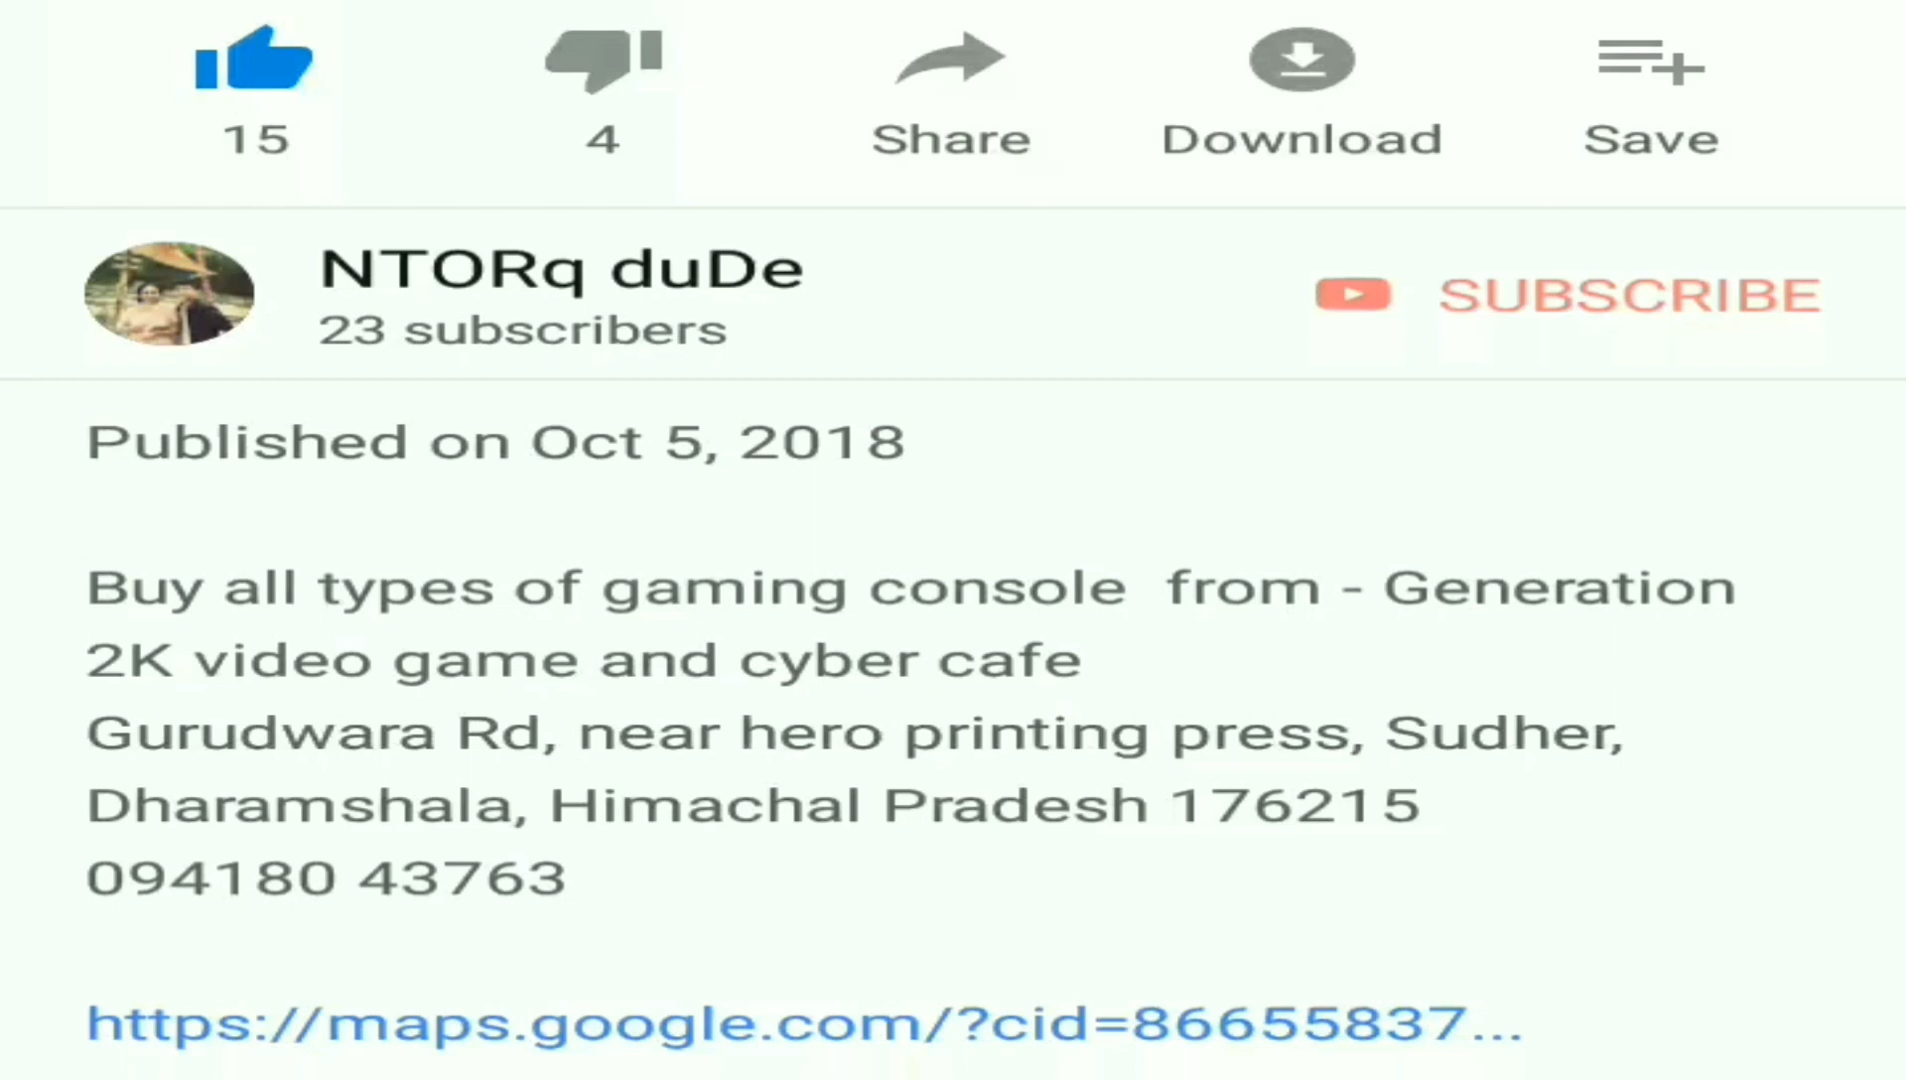 15 4 Share Download Save
NTORq duDe
23 subscribers
SUBSCRIBE
Published on Oct 5, 2018
Buy all types of gaming console  from - Generation
2K video game and cyber cafe
Gurudwara Rd, near hero printing press, Sudher,
Dharamshala, Himachal Pradesh 176215
094180 43763
https://maps.google.com/?cid=86655837...